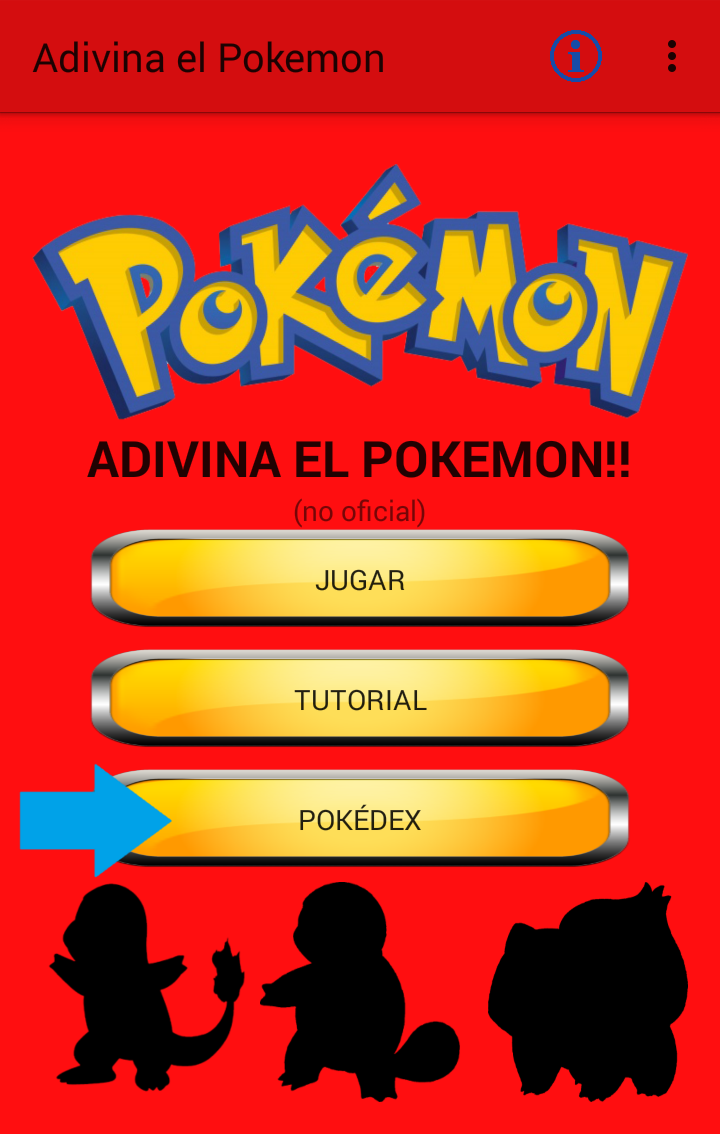 Adivina el Pokemon
POKéMON
ADIVINA EL POKEMON!!
(no oficial)
JUGAR
TUTORIAL
POKÉDEX